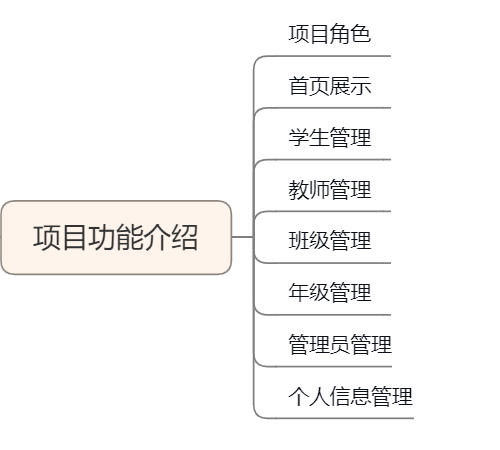 项目角色
首页展示
学生管理
教师管理
项目功能介绍
班级管理
年级管理
管理员管理
个人信息管理